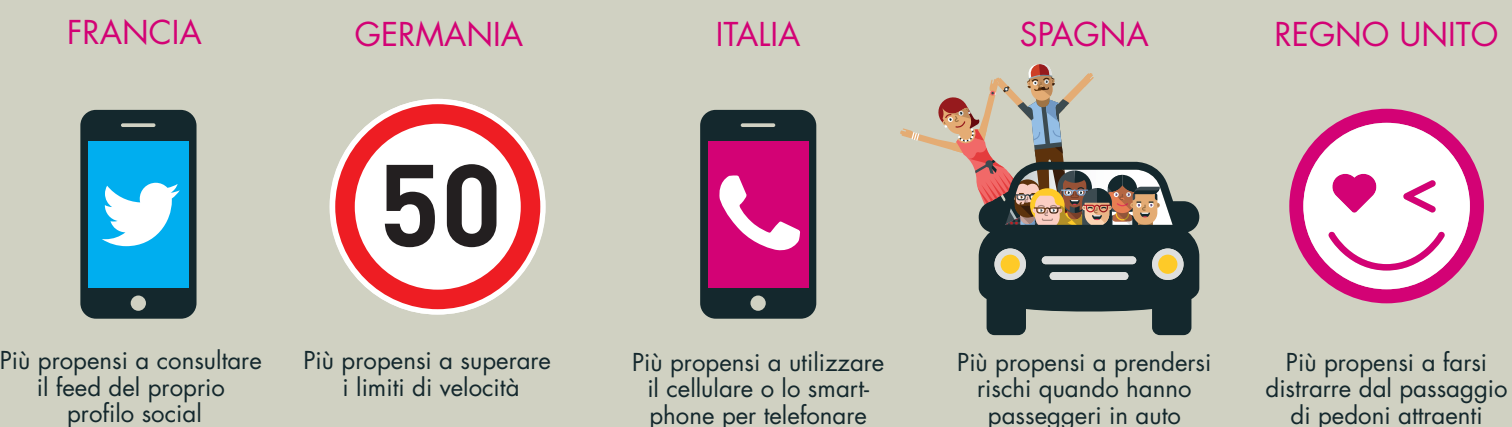 FRANCIA
GERMANIA
ITALIA
SPAGNA
REGNO UNITO
50
Più propensi a consultare
il feed del proprio
profilo social
Più propensi a superare
i limiti di velocità
Più propensi a utilizzare
il cellulare o lo smart-
phone per telefonare
Più propensi a prendersi
rischi quando hanno
passeggeri in auto
Più propensi a farsi
distrarre dal passaggio
di pedoni attraenti